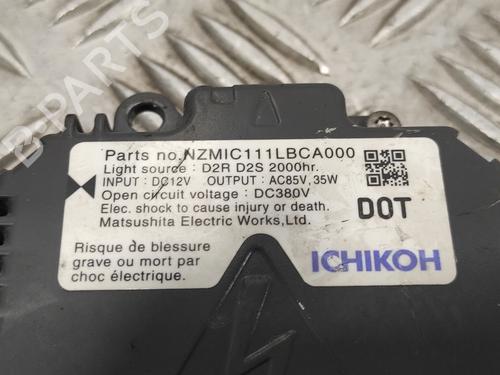 B-PARTS
Parts no.NZMIC111LBCA000
Light source : D2R D2S 2000hr.
INPUT : DC12V OUTPUT : AC85V, 35W
Open circuit voltage : DC380V
Elec. shock to cause injury or death.
Matsushita Electric Works,Ltd.
DOT
Risque de blessure
grave ou mort par
choc électrique.
ICHIKOH